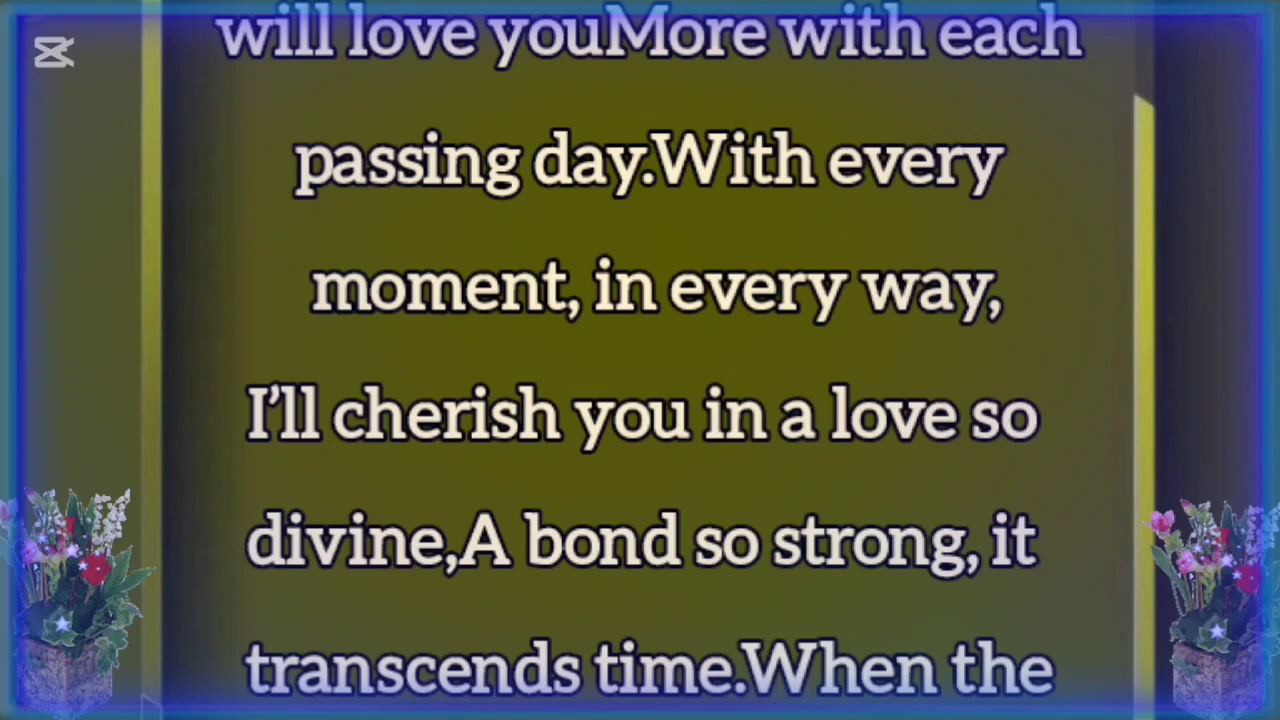 will love youMore with each
passing day.With every
moment, in every way,
I’ll cherish you in a love so
divine,A bond so strong, it
transcends time.When the